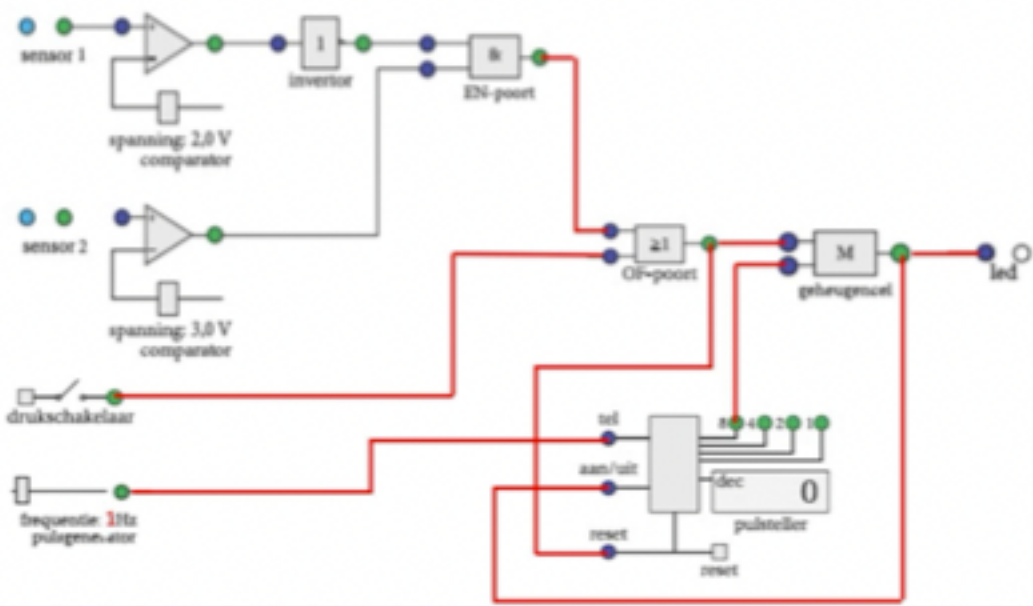 sensor 1
1
invertor
&
EN-poort
spanning: 2,0 V
comparator
sensor 2
≥1
OF-poort
M
geheugencel
led
spanning: 3,0 V
comparator
drukschakelaar
tel
8 4 2 1
aan/uit
dec
0
pulsteller
frequentie: 1Hz
pulsgenerator
reset
reset